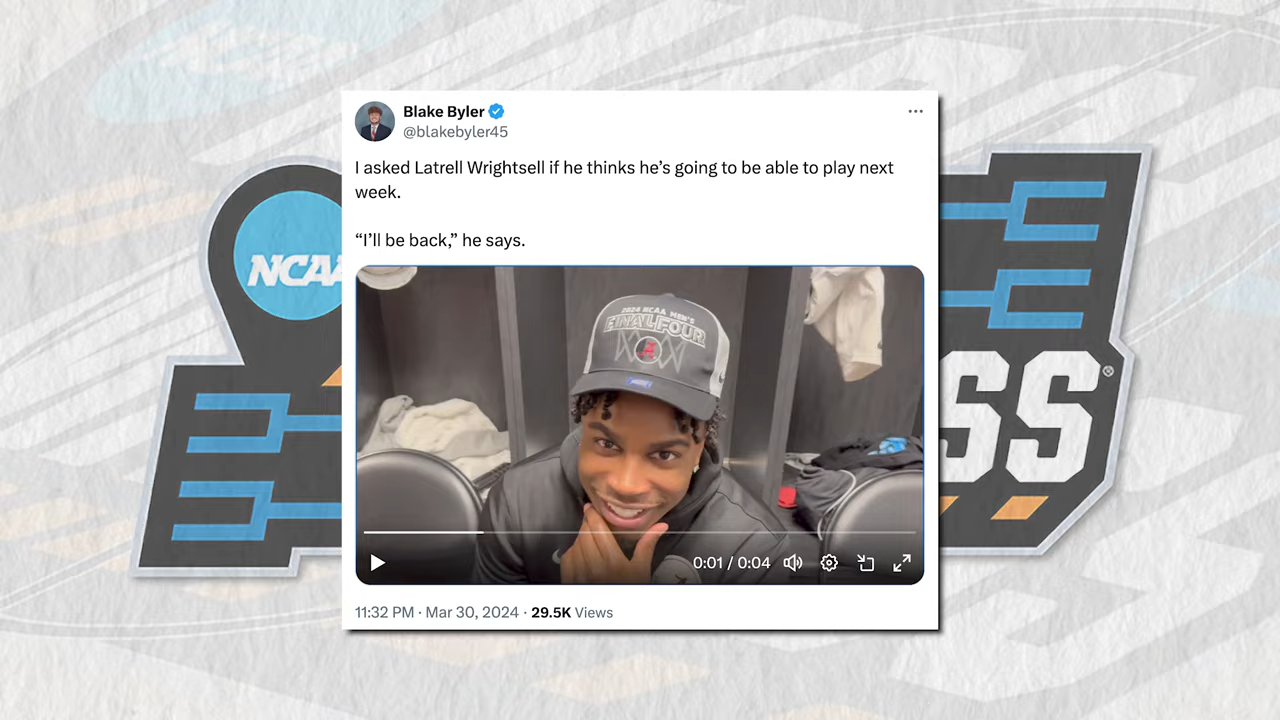 Blake Byler
@blakebyler45
I asked Latrell Wrightsell if he thinks he’s going to be able to play next
week.
“I’ll be back,” he says.
NCAA
2024 NCAA MEN'S
FINAL FOUR
SS
®
0:01 / 0:04
11:32 PM · Mar 30, 2024 · 29.5K Views